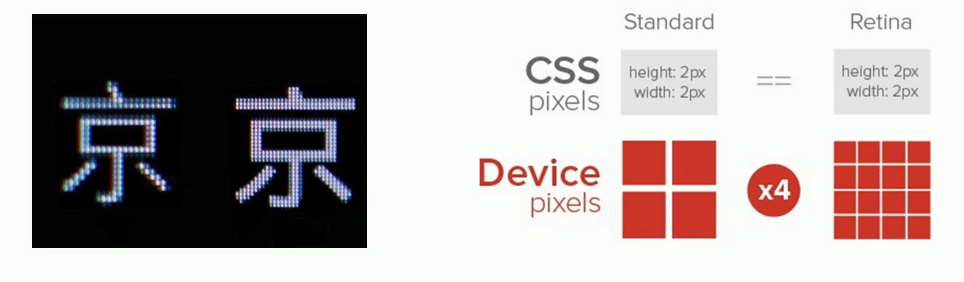 京 京
Standard Retina
CSS
pixels
height: 2px
width: 2px
==
height: 2px
width: 2px
Device
pixels
x4